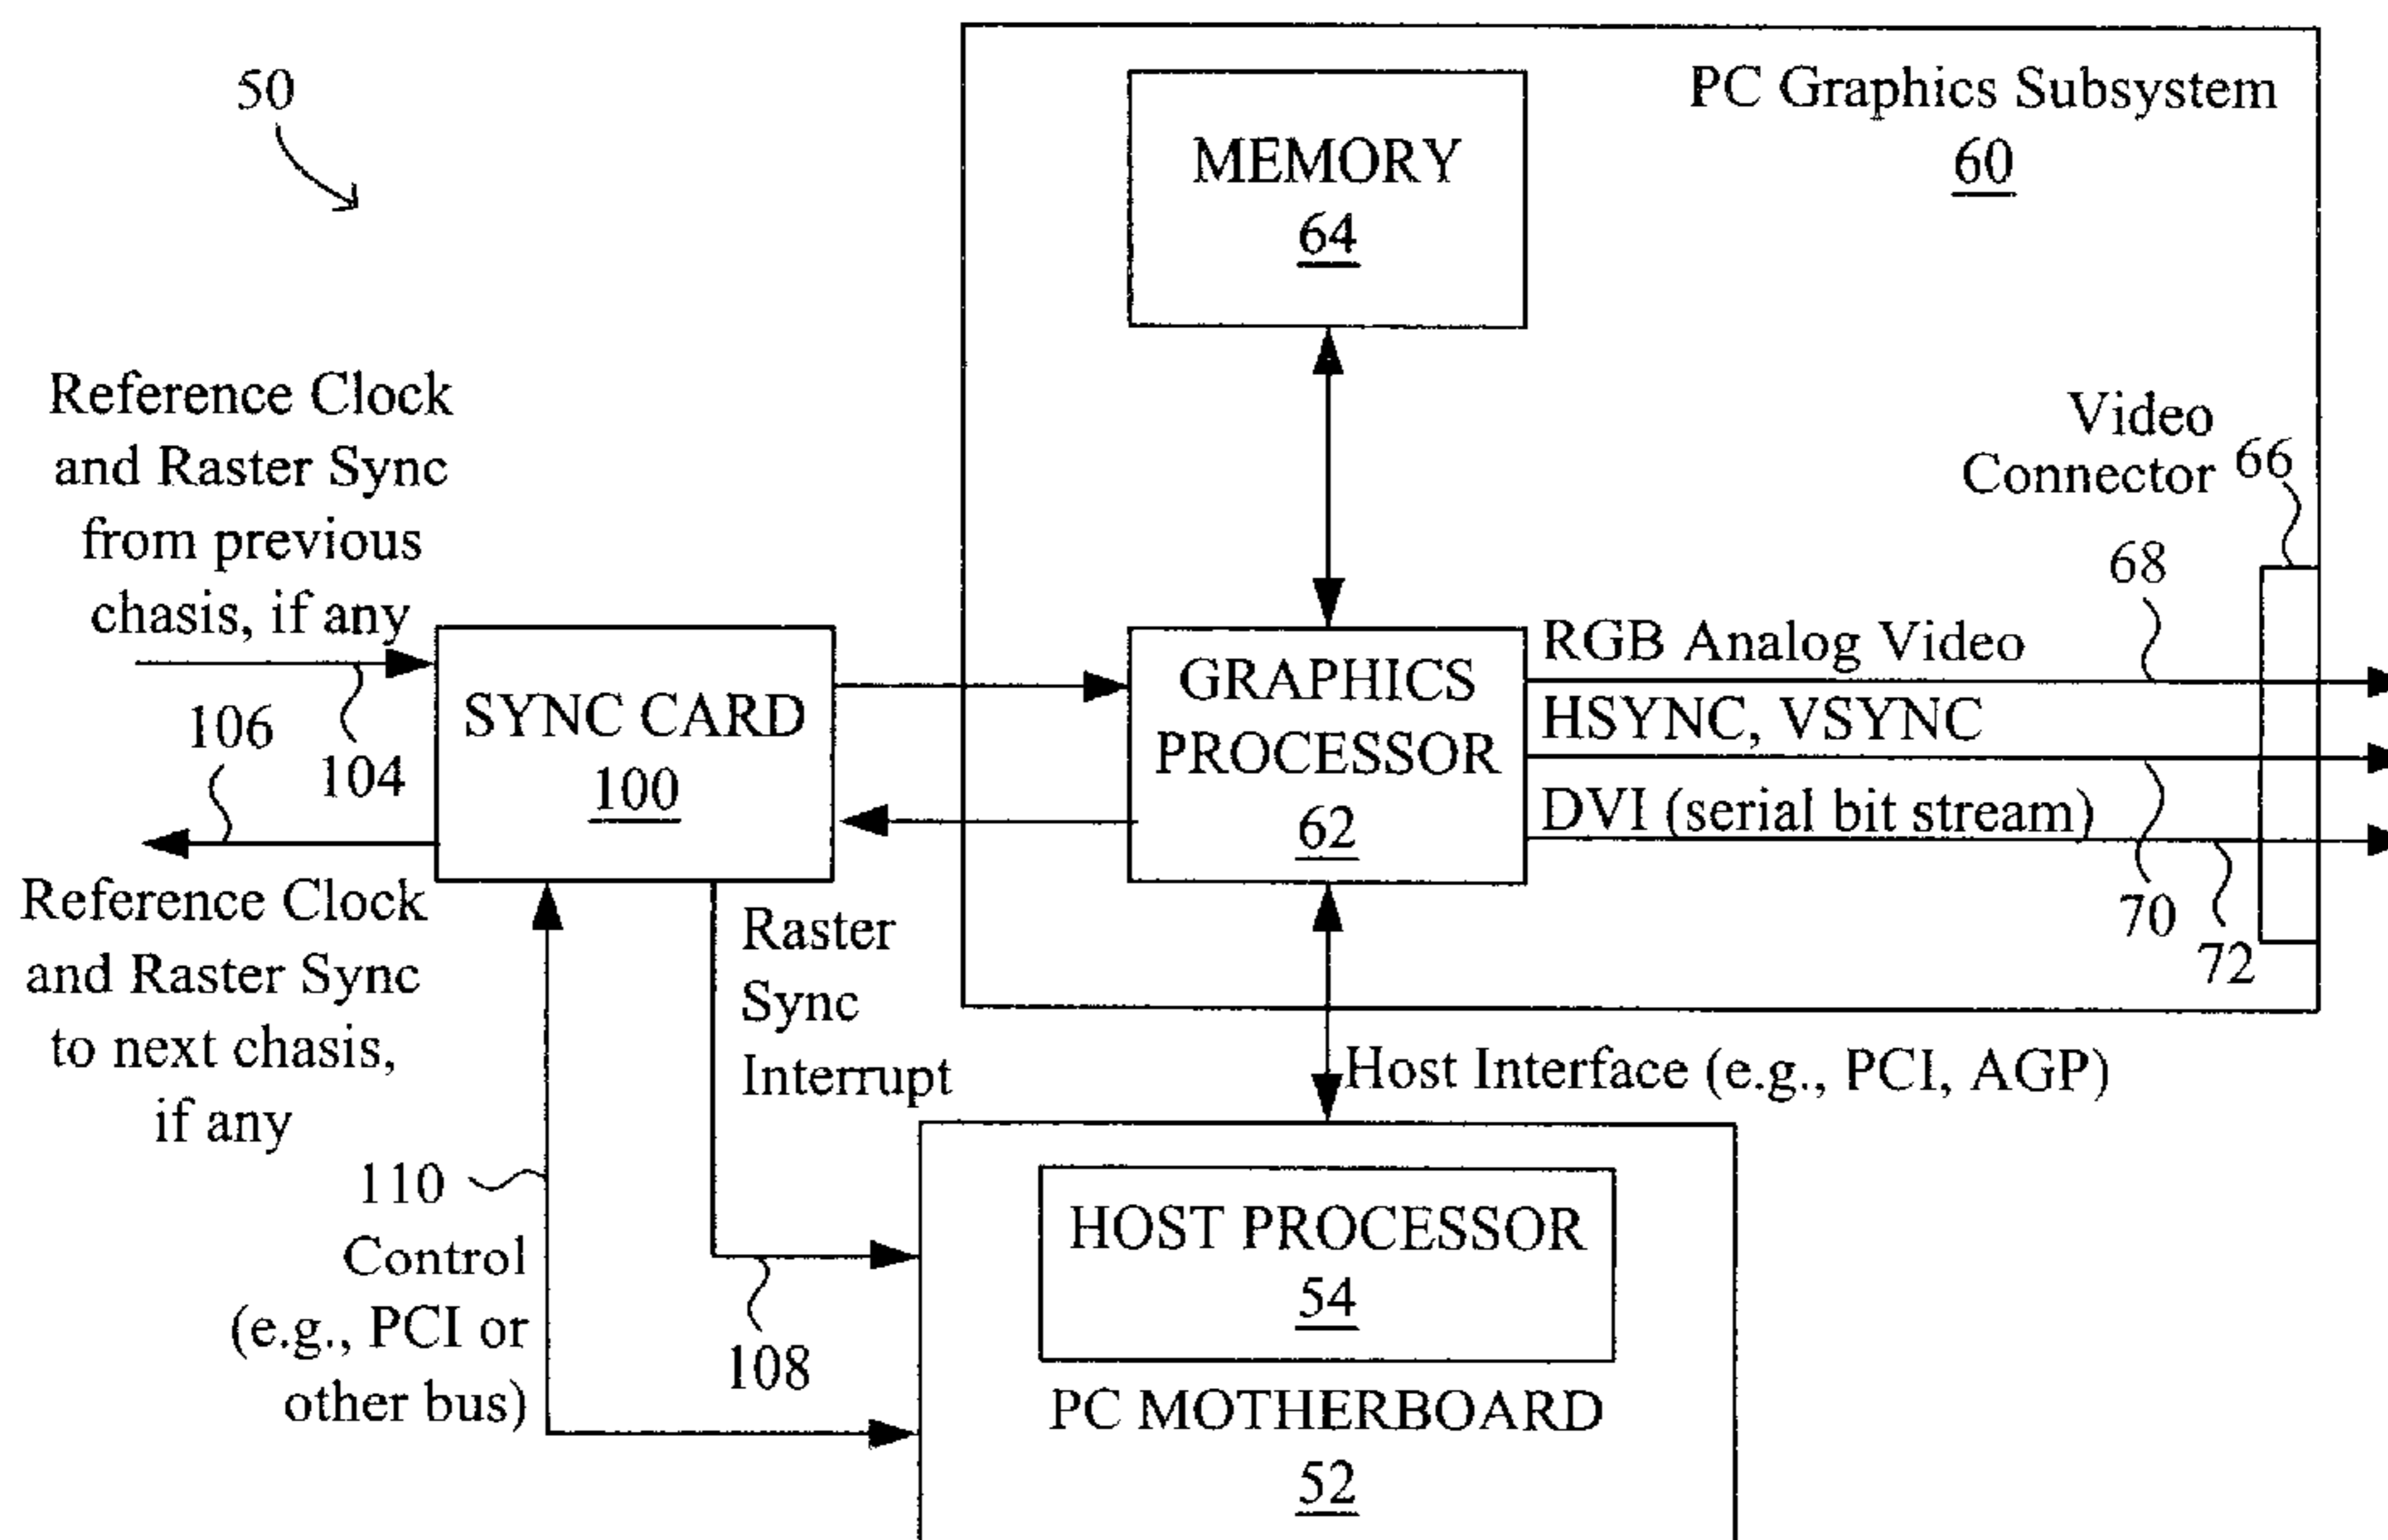 50
PC Graphics Subsystem
60
MEMORY
64
Reference Clock
and Raster Sync
from previous
chasis, if any
Video
Connector 66
68
106
104
SYNC CARD
100
GRAPHICS
PROCESSOR
62
RGB Analog Video
HSYNC, VSYNC
DVI (serial bit stream)
70
72
Reference Clock
and Raster Sync
to next chasis,
if any
Raster
Sync
Interrupt
Host Interface (e.g., PCI, AGP)
110
Control
(e.g., PCI or
other bus)
108
HOST PROCESSOR
54
PC MOTHERBOARD
52